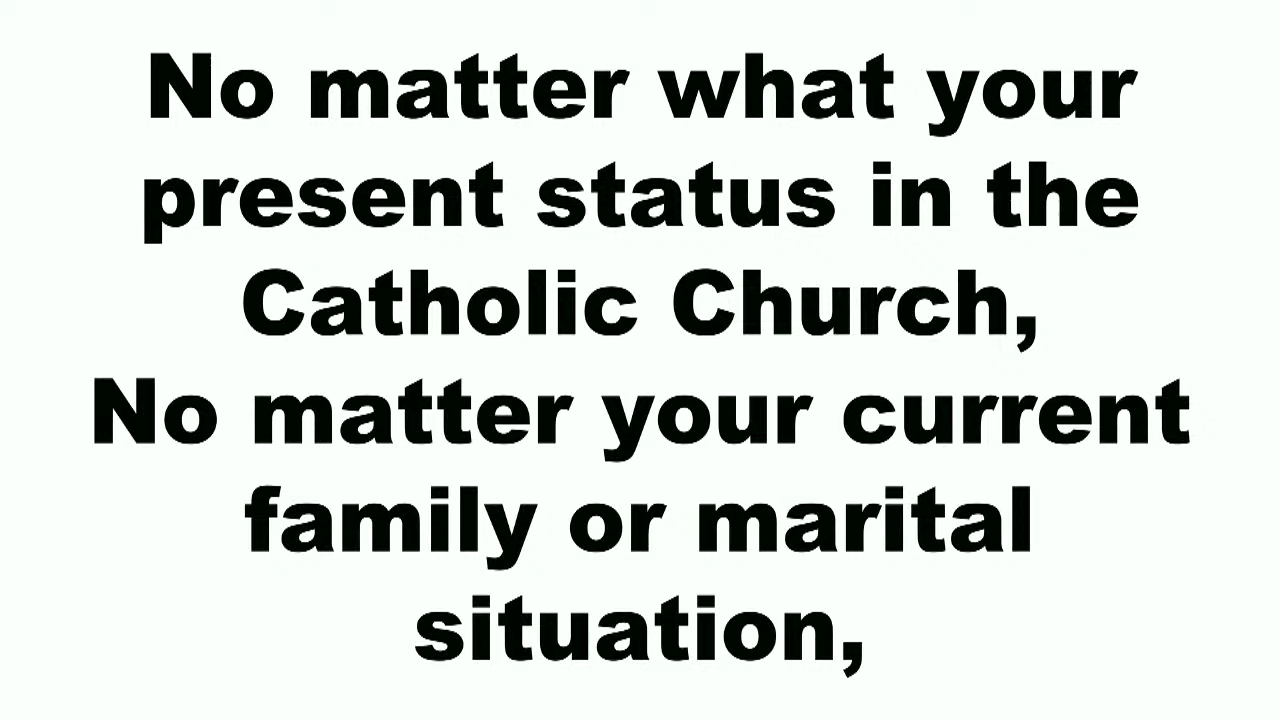 No matter what your
present status in the
Catholic Church,
No matter your current
family or marital
situation,